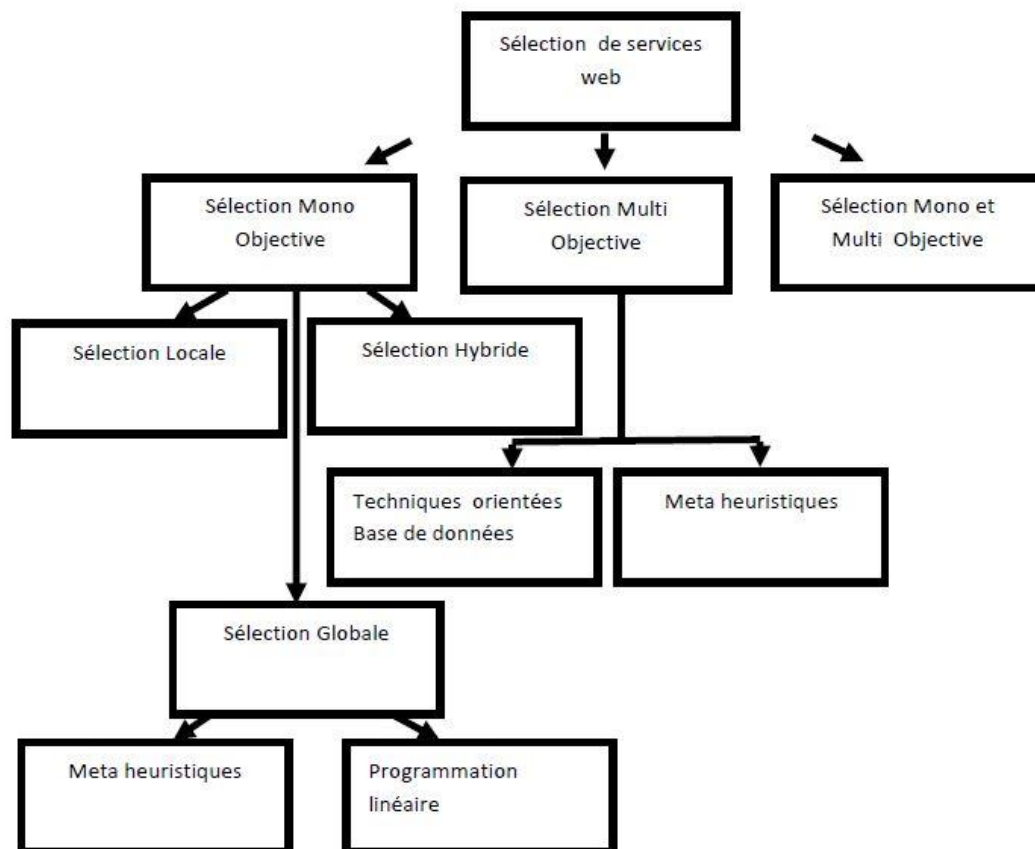 Sélection de services
web
Sélection Mono
Objective
Sélection Multi
Objective
Sélection Mono et
Multi Objective
Sélection Locale
Sélection Hybride
Techniques orientées
Base de données
Meta heuristiques
Sélection Globale
Meta heuristiques
Programmation
linéaire